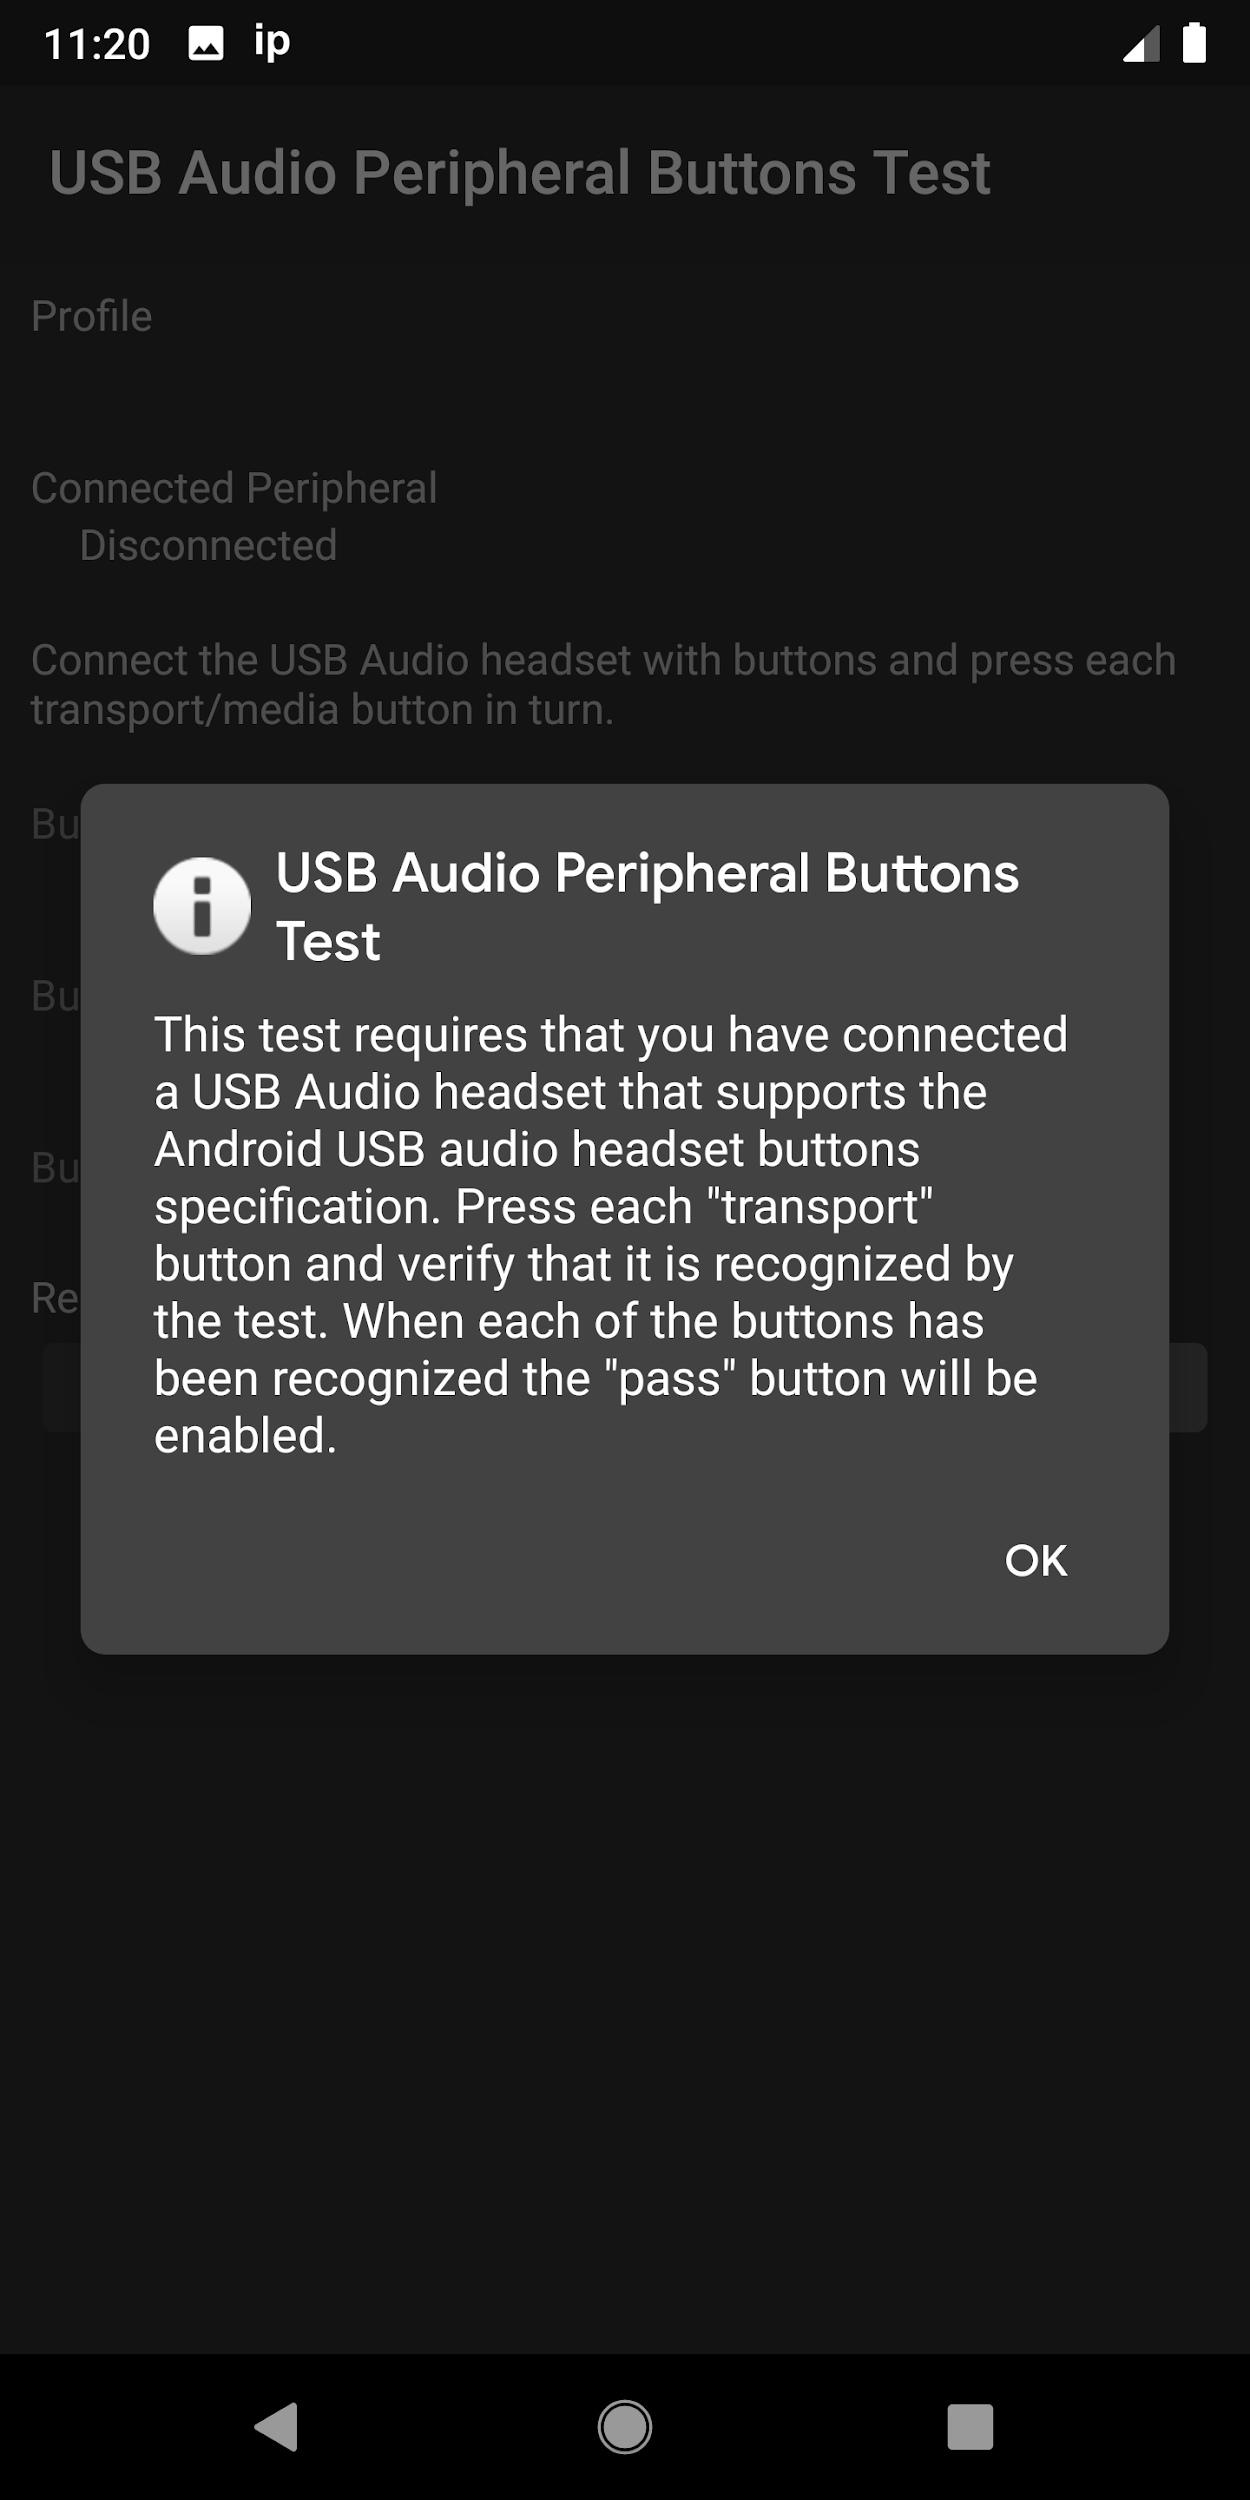 11:20 ip
USB Audio Peripheral Buttons Test
Profile
Connected Peripheral
Disconnected
Connect the USB Audio headset with buttons and press each
transport/media button in turn.
Bu
USB Audio Peripheral Buttons
Test
Bu
This test requires that you have connected
a USB Audio headset that supports the
Android USB audio headset buttons
specification. Press each "transport"
Bu
button and verify that it is recognized by
Re
the test. When each of the buttons has
been recognized the "pass" button will be
enabled.
OK